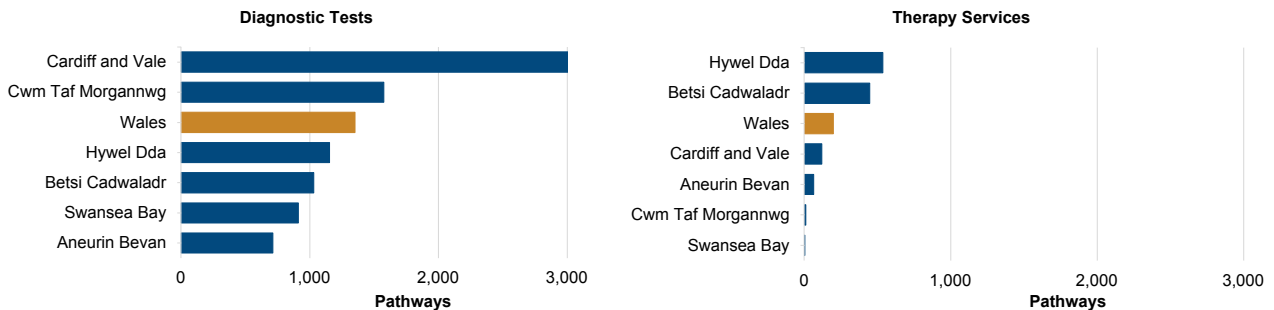 Diagnostic Tests
Cardiff and Vale
Cwm Taf Morgannwg
Wales
Hywel Dda
Betsi Cadwaladr
Swansea Bay
Aneurin Bevan
0 1,000 2,000 3,000
Pathways
Therapy Services
Hywel Dda
Betsi Cadwaladr
Wales
Cardiff and Vale
Aneurin Bevan
Cwm Taf Morgannwg
Swansea Bay
0 1,000 2,000 3,000
Pathways